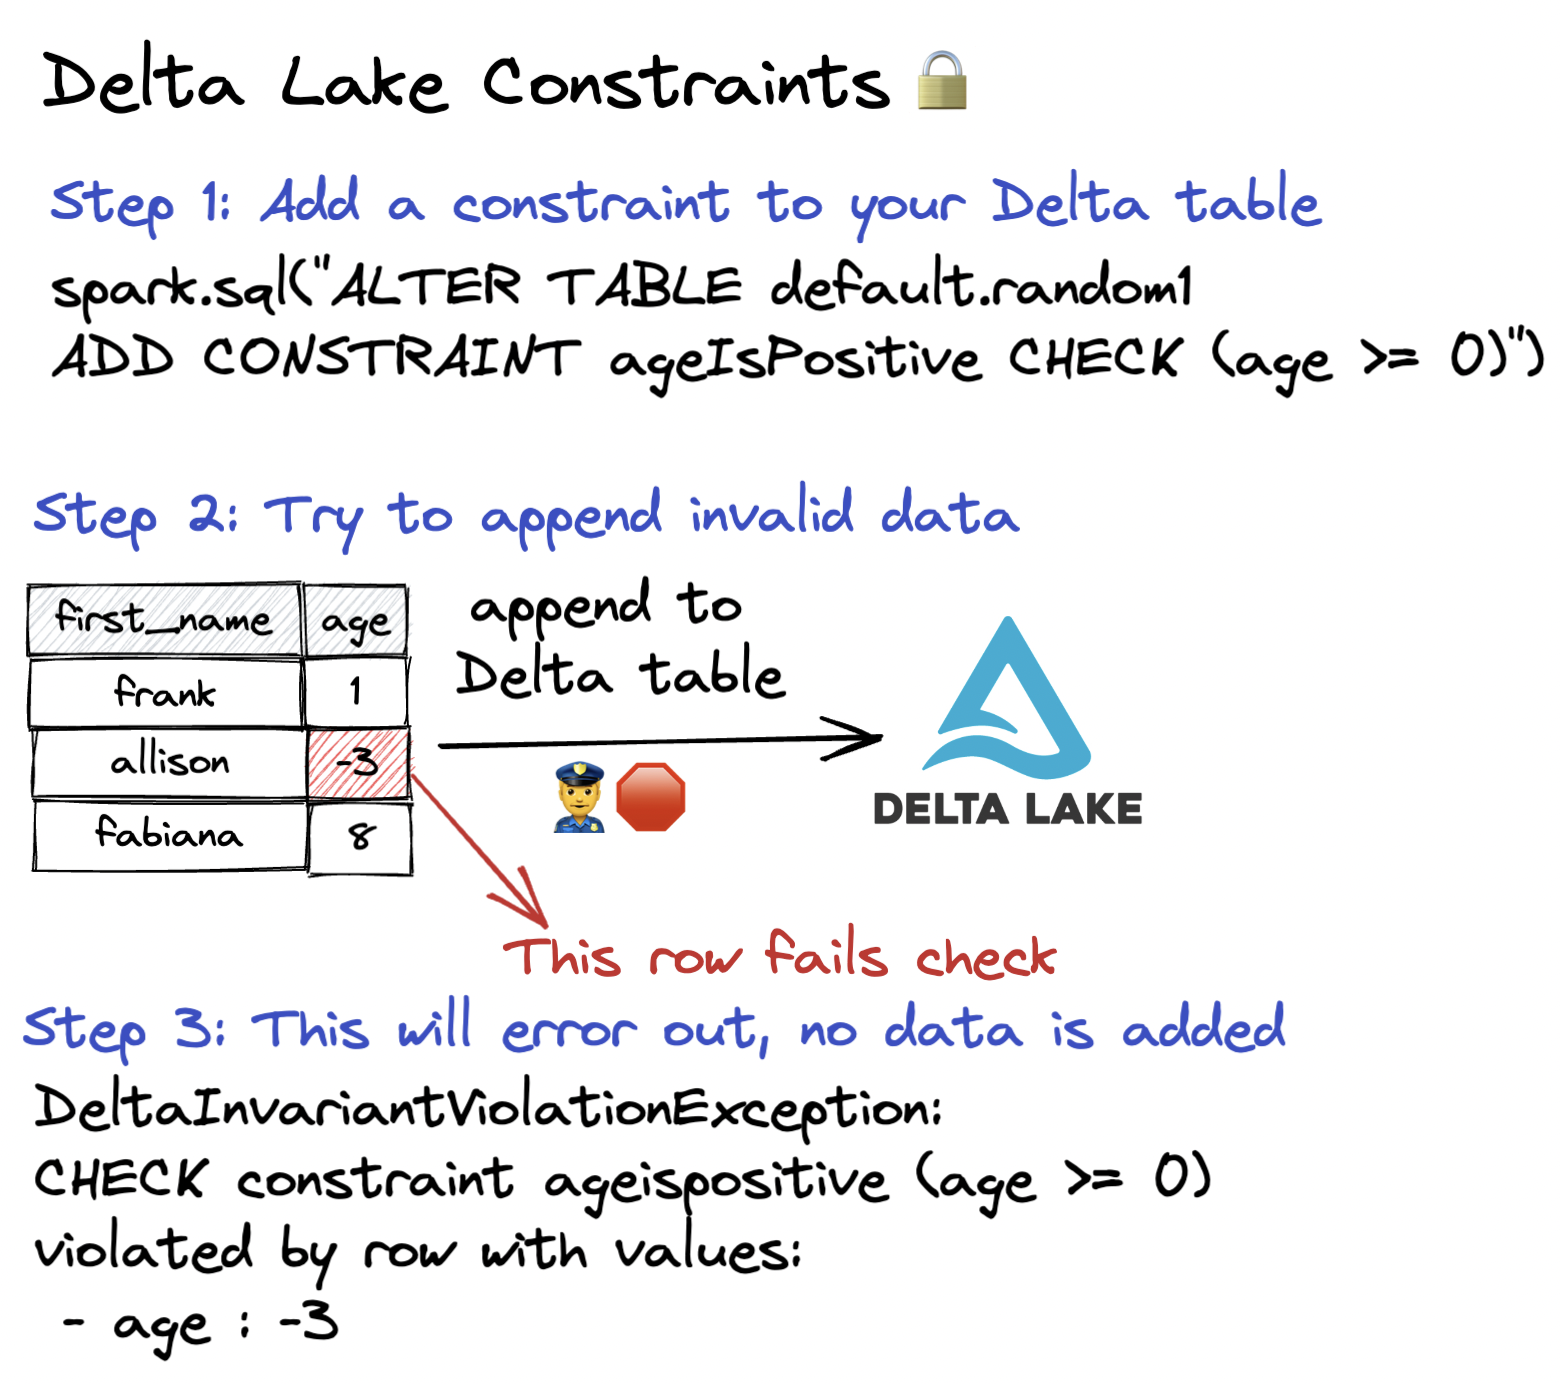 Delta Lake Constraints
Step 1: Add a constraint to your Delta table
spark.sql("ALTER TABLE default.random1
ADD CONSTRAINT ageIsPositive CHECK (age >= 0)")
Step 2: Try to append invalid data
first_name age
frank 1
allison -3
fabiana 8
append to
Delta table
DELTA LAKE
This row fails check
Step 3: This will error out, no data is added
DeltaInvariantViolationException:
CHECK constraint ageispositive (age >= 0)
violated by row with values:
- age : -3